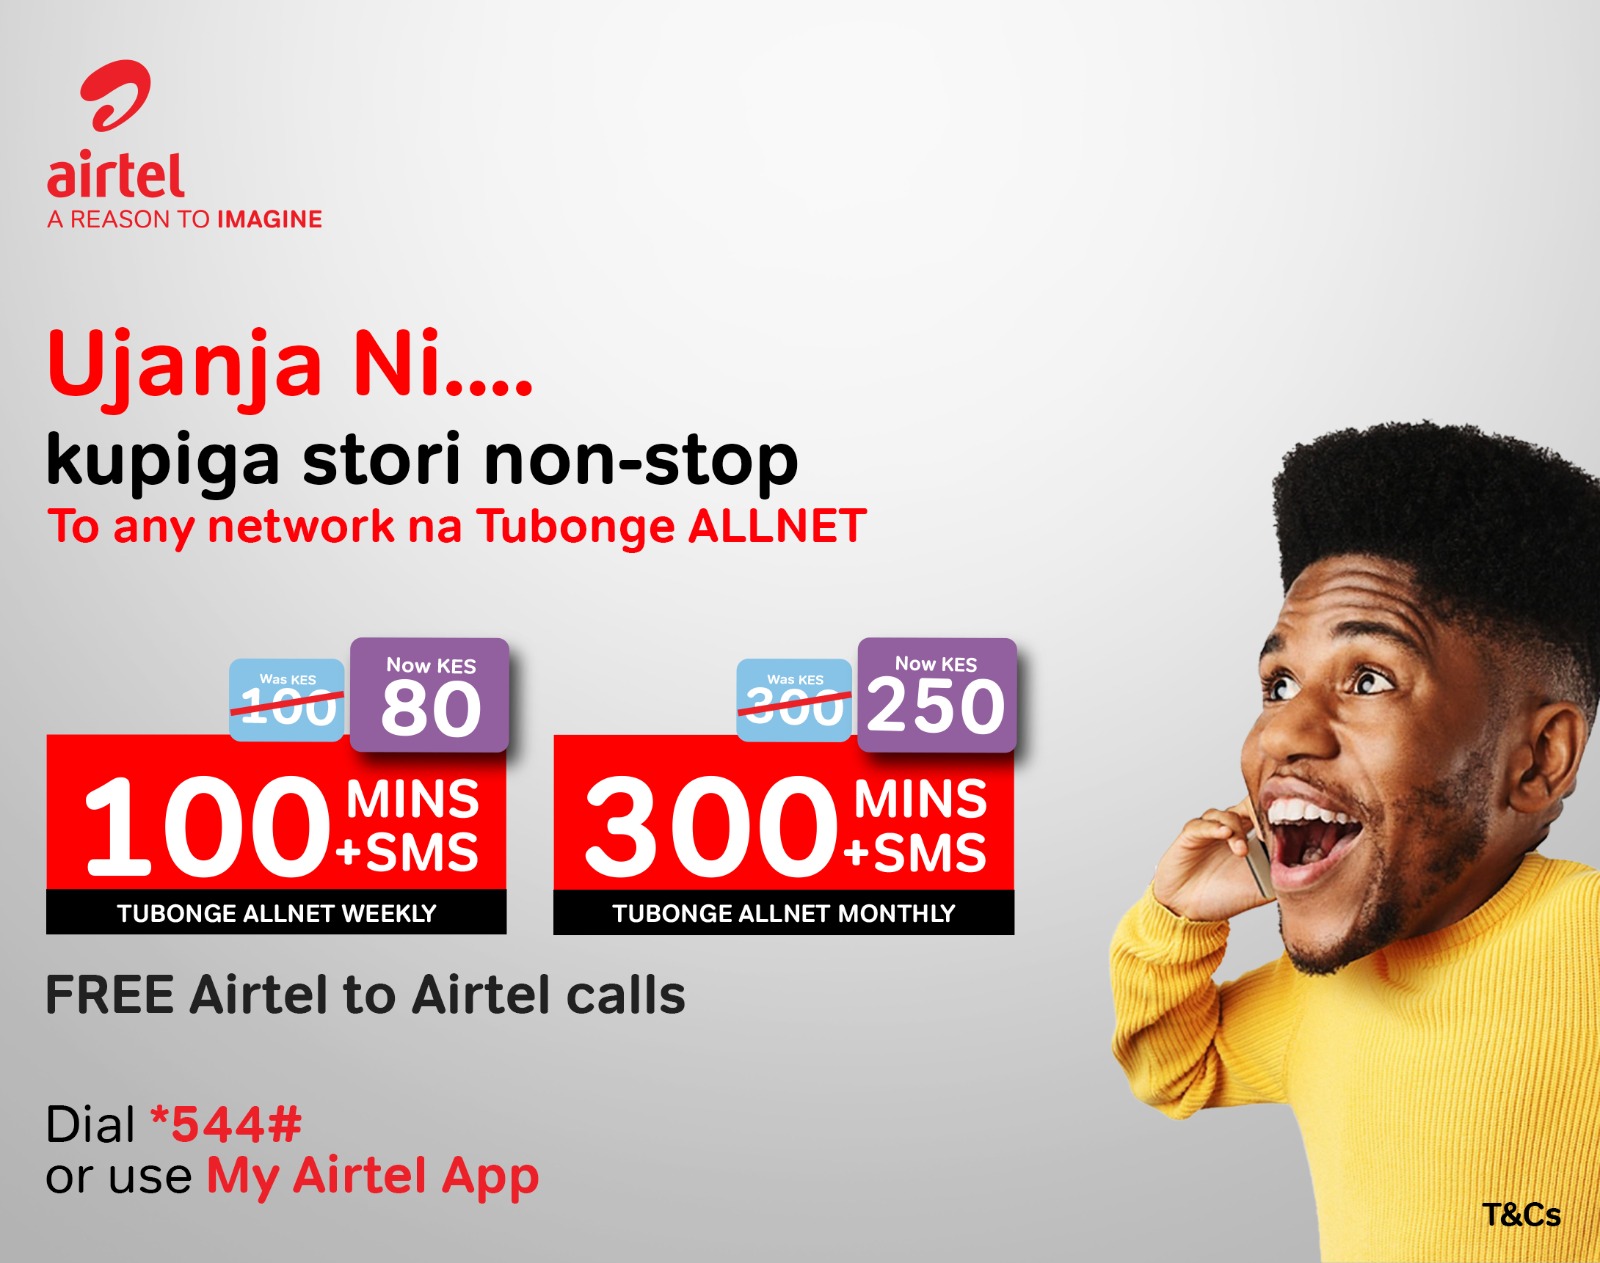 airtel
A REASON TO IMAGINE
Ujanja Ni....
kupiga stori non-stop
To any network na Tubonge ALLNET
Was KES
100
Now KES
80
100 MINS
+SMS
TUBONGE ALLNET WEEKLY
Was KES
300
Now KES
250
300 MINS
+SMS
TUBONGE ALLNET MONTHLY
FREE Airtel to Airtel calls
Dial *544#
or use My Airtel App
T&Cs